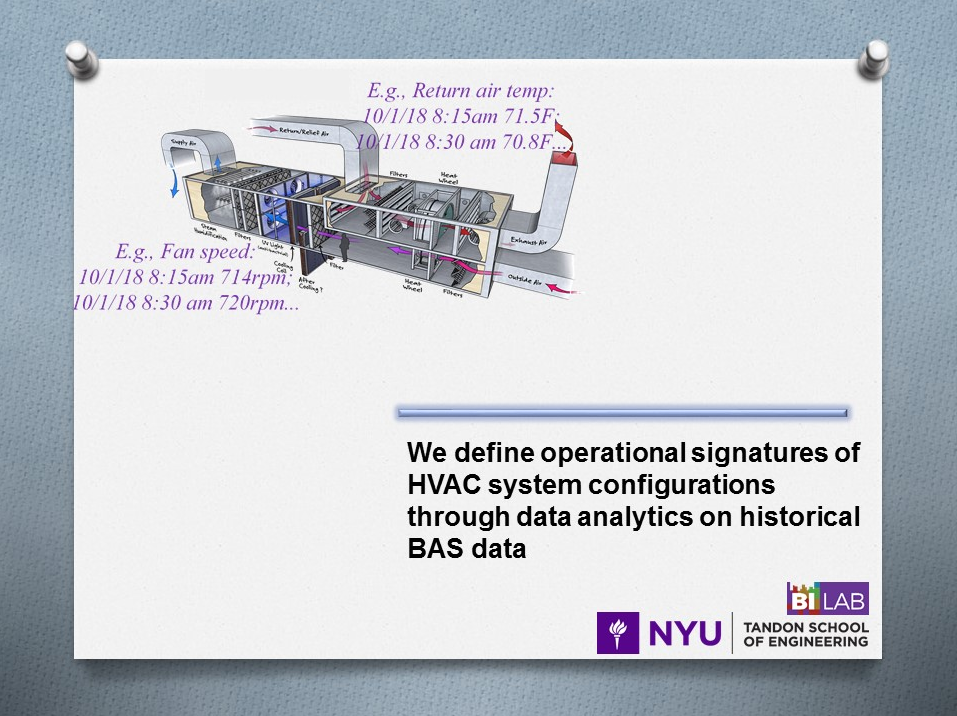 E.g., Return air temp:
10/1/18 8:15am 71.5F;
10/1/18 8:30 am 70.8F...
Supply Air
Return/Relief Air
Filters
Heat
Wheel
Steam
Humidification
Filters
UV Light
Cooling
Coil
After
Cooling ?
Filter
Heat
Wheel
Filters
Exhaust Air
Outside Air
E.g., Fan speed:
10/1/18 8:15am 714rpm;
10/1/18 8:30 am 720rpm...
We define operational signatures of
HVAC system configurations
through data analytics on historical
BAS data
BI LAB
NYU
TANDON SCHOOL
OF ENGINEERING